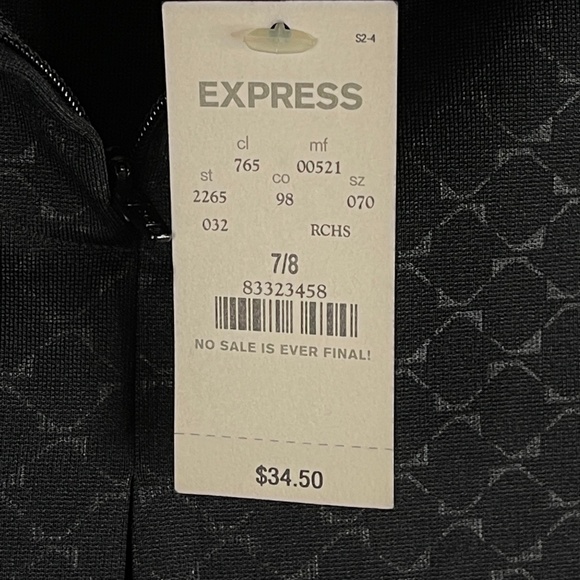 S2-4
EXPRESS
cl mf
765 00521
st co sz
2265 98 070
032 RCHS
7/8
83323458
NO SALE IS EVER FINAL!
$34.50